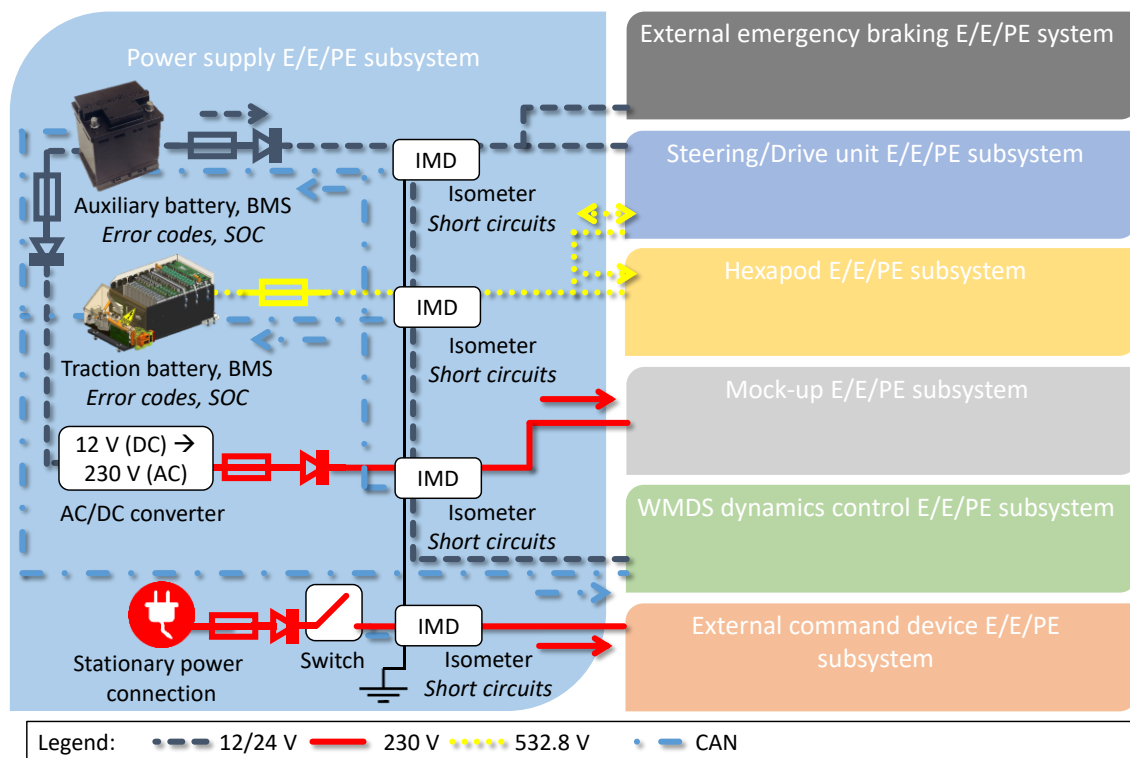 Power supply E/E/PE subsystem
External emergency braking E/E/PE system
IMD
Isometer
Short circuits
Steering/Drive unit E/E/PE subsystem
Auxiliary battery, BMS
Error codes, SOC
Hexapod E/E/PE subsystem
IMD
Isometer
Short circuits
Traction battery, BMS
Error codes, SOC
Mock-up E/E/PE subsystem
12 V (DC) →
230 V (AC)
AC/DC converter
IMD
Isometer
Short circuits
WMDS dynamics control E/E/PE subsystem
Stationary power
connection
Switch
IMD
Isometer
Short circuits
External command device E/E/PE
subsystem
Legend: 12/24 V 230 V 532.8 V CAN